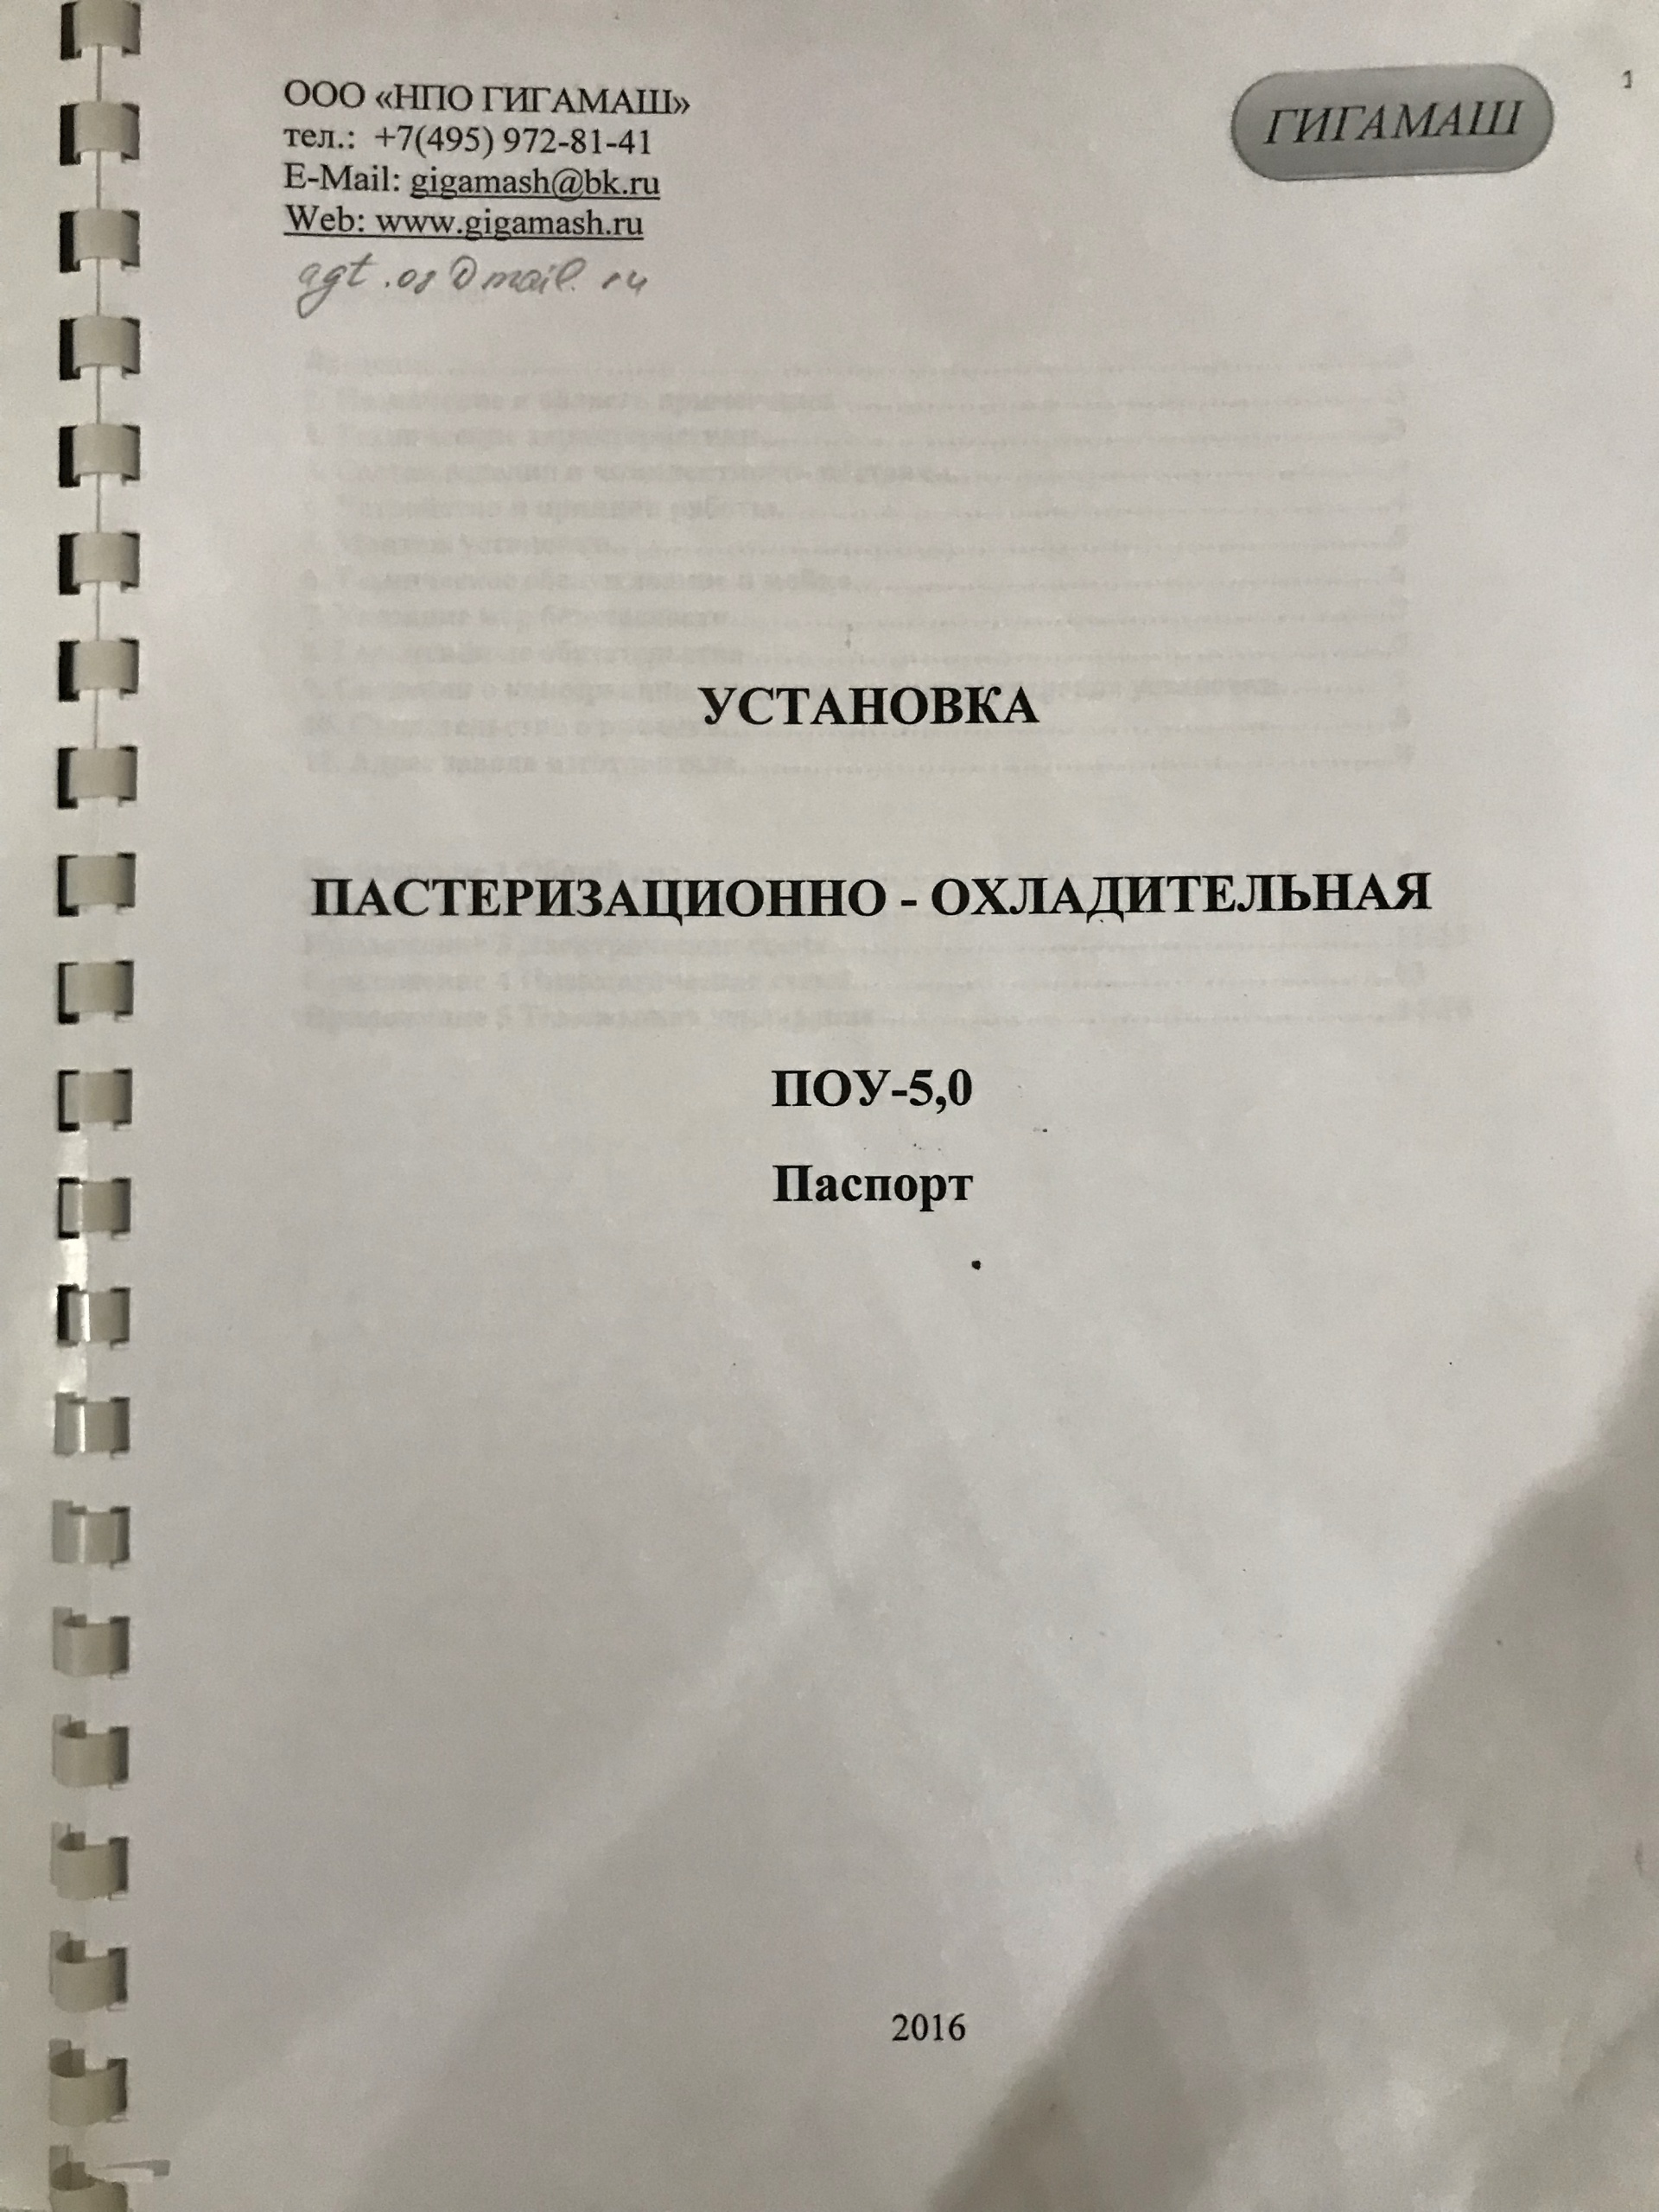 1
ООО «НПО ГИГАМАШ»
тел.: +7(495) 972-81-41
E-Mail: gigamash@bk.ru
Web: www.gigamash.ru
agt.08@mail.ru
ГИГАМАШ
УСТАНОВКА
ПАСТЕРИЗАЦИОННО - ОХЛАДИТЕЛЬНАЯ
ПОУ-5,0
Паспорт
2016